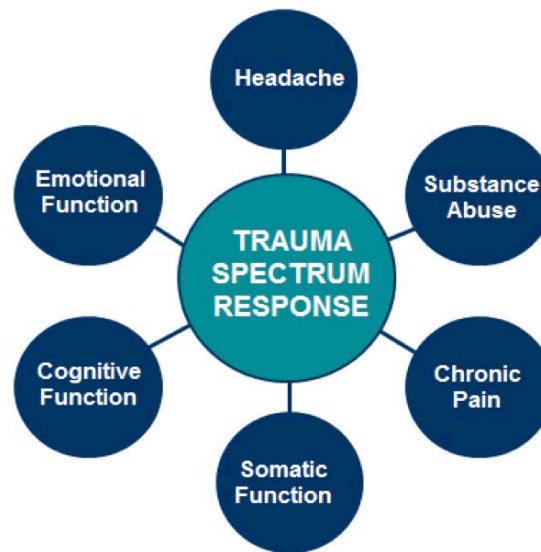 Headache
Emotional
Function
Substance
Abuse
TRAUMA
SPECTRUM
RESPONSE
Cognitive
Function
Chronic
Pain
Somatic
Function